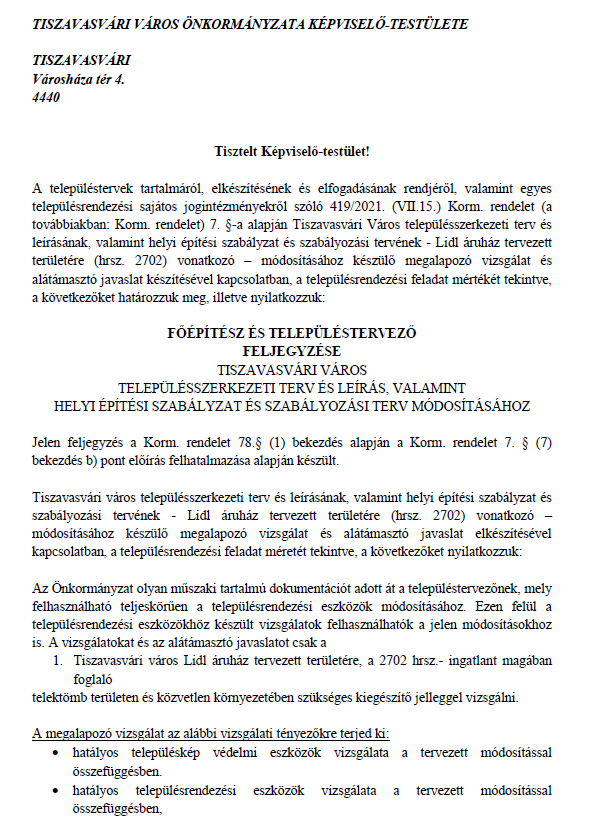 TISZAVASVÁRI VÁROS ÖNKORMÁNYZATA KÉPVISELŐ-TESTÜLETE
TISZAVASVÁRI
Városháza tér 4.
4440
Tisztelt Képviselő-testület!
A településtervek tartalmáról, elkészítésének és elfogadásának rendjéről, valamint egyes
településrendezési sajátos jogintézményekről szóló 419/2021. (VII.15.) Korm. rendelet (a
továbbiakban: Korm. rendelet) 7. §-a alapján Tiszavasvári Város településszerkezeti terv és
leírásának, valamint helyi építési szabályzat és szabályozási tervének - Lidl áruház tervezett
területére (hrsz. 2702) vonatkozó – módosításához készülő megalapozó vizsgálat és
alátámasztó javaslat készítésével kapcsolatban, a településrendezési feladat mértékét tekintve,
a következőket határozzuk meg, illetve nyilatkozzuk:
FŐÉPÍTÉSZ ÉS TELEPÜLÉSTERVEZŐ
FELJEGYZÉSE
TISZAVASVÁRI VÁROS
TELEPÜLÉSSZERKEZETI TERV ÉS LEÍRÁS, VALAMINT
HELYI ÉPÍTÉSI SZABÁLYZAT ÉS SZABÁLYOZÁSI TERV MÓDOSÍTÁSÁHOZ
Jelen feljegyzés a Korm. rendelet 78.§ (1) bekezdés alapján a Korm. rendelet 7. § (7)
bekezdés b) pont előírás felhatalmazása alapján készült.
Tiszavasvári város településszerkezeti terv és leírásának, valamint helyi építési szabályzat és
szabályozási tervének - Lidl áruház tervezett területére (hrsz. 2702) vonatkozó –
módosításához készülő megalapozó vizsgálat és alátámasztó javaslat elkészítésével
kapcsolatban, a településrendezési feladat méretét tekintve, a következőket nyilatkozzuk:
Az Önkormányzat olyan műszaki tartalmú dokumentációt adott át a településtervezőnek, mely
felhasználható teljeskörűen a településrendezési eszközök módosításához. Ezen felül a
településrendezési eszközökhöz készült vizsgálatok felhasználhatók a jelen módosításokhoz
is. A vizsgálatokat és az alátámasztó javaslatot csak a
1. Tiszavasvári város Lidl áruház tervezett területére, a 2702 hrsz.- ingatlant magában
foglaló
telektömb területen és közvetlen környezetében szükséges kiegészítő jelleggel vizsgálni.
A megalapozó vizsgálat az alábbi vizsgálati tényezőkre terjed ki:
• hatályos településkép védelmi eszközök vizsgálata a tervezett módosítással
összefüggésben.
• hatályos településrendezési eszközök vizsgálata a tervezett módosítással
összefüggésben,